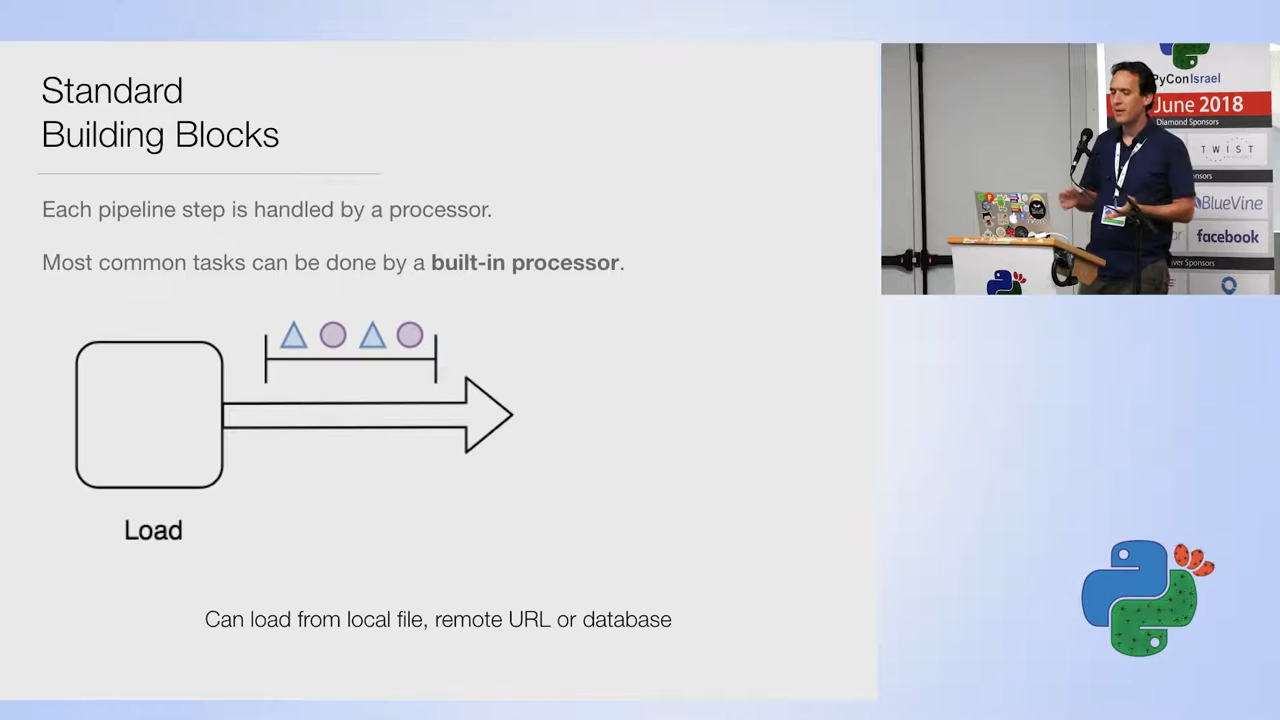 Standard
Building Blocks
Each pipeline step is handled by a processor.
Most common tasks can be done by a built-in processor.
Load
Can load from local file, remote URL or database
PyConIsrael
June 2018
Diamond Sponsors
TWIST
BlueVine
facebook